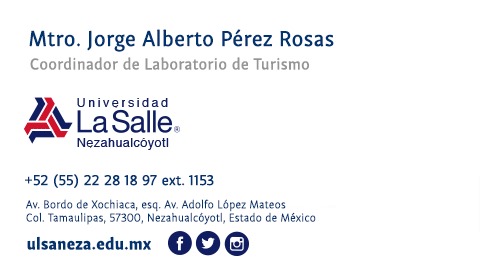 Mtro. Jorge Alberto Pérez Rosas
Coordinador de Laboratorio de Turismo
Universidad
La Salle®
Nezahualcóyotl
+52 (55) 22 28 18 97 ext. 1153
Av. Bordo de Xochiaca, esq. Av. Adolfo López Mateos
Col. Tamaulipas, 57300, Nezahualcóyotl, Estado de México
ulsaneza.edu.mx